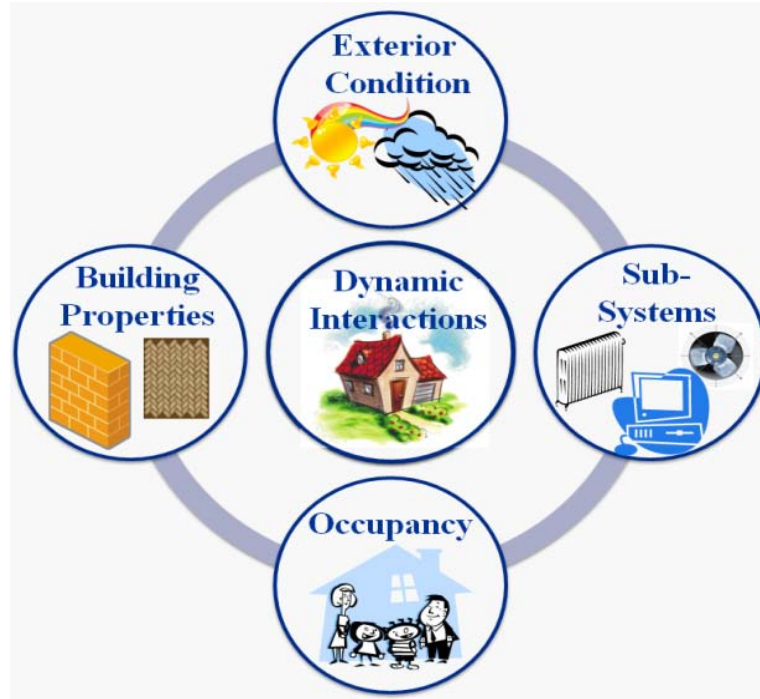 Exterior
Condition
Building
Properties
Dynamic
Interactions
Sub-
Systems
Occupancy